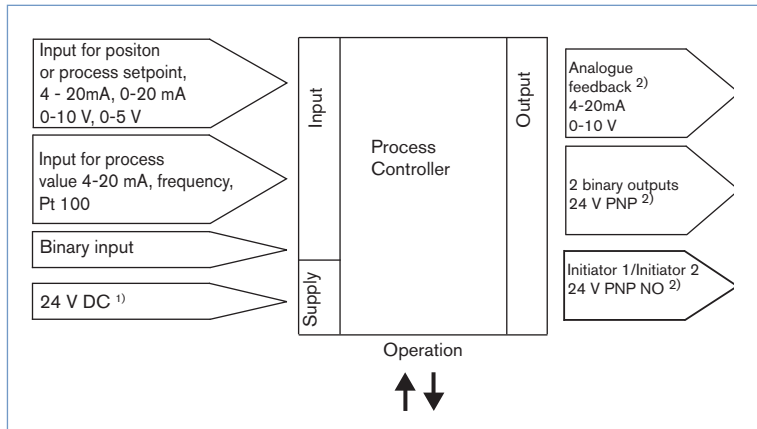 Input for positon
or process setpoint,
4 - 20mA, 0-20 mA
0-10 V, 0-5 V
Input for process
value 4-20 mA, frequency,
Pt 100
Binary input
24 V DC 1)
Input
Supply
Process
Controller
Output
Analogue
feedback 2)
4-20mA
0-10 V
2 binary outputs
24 V PNP 2)
Initiator 1/Initiator 2
24 V PNP NO 2)
Operation